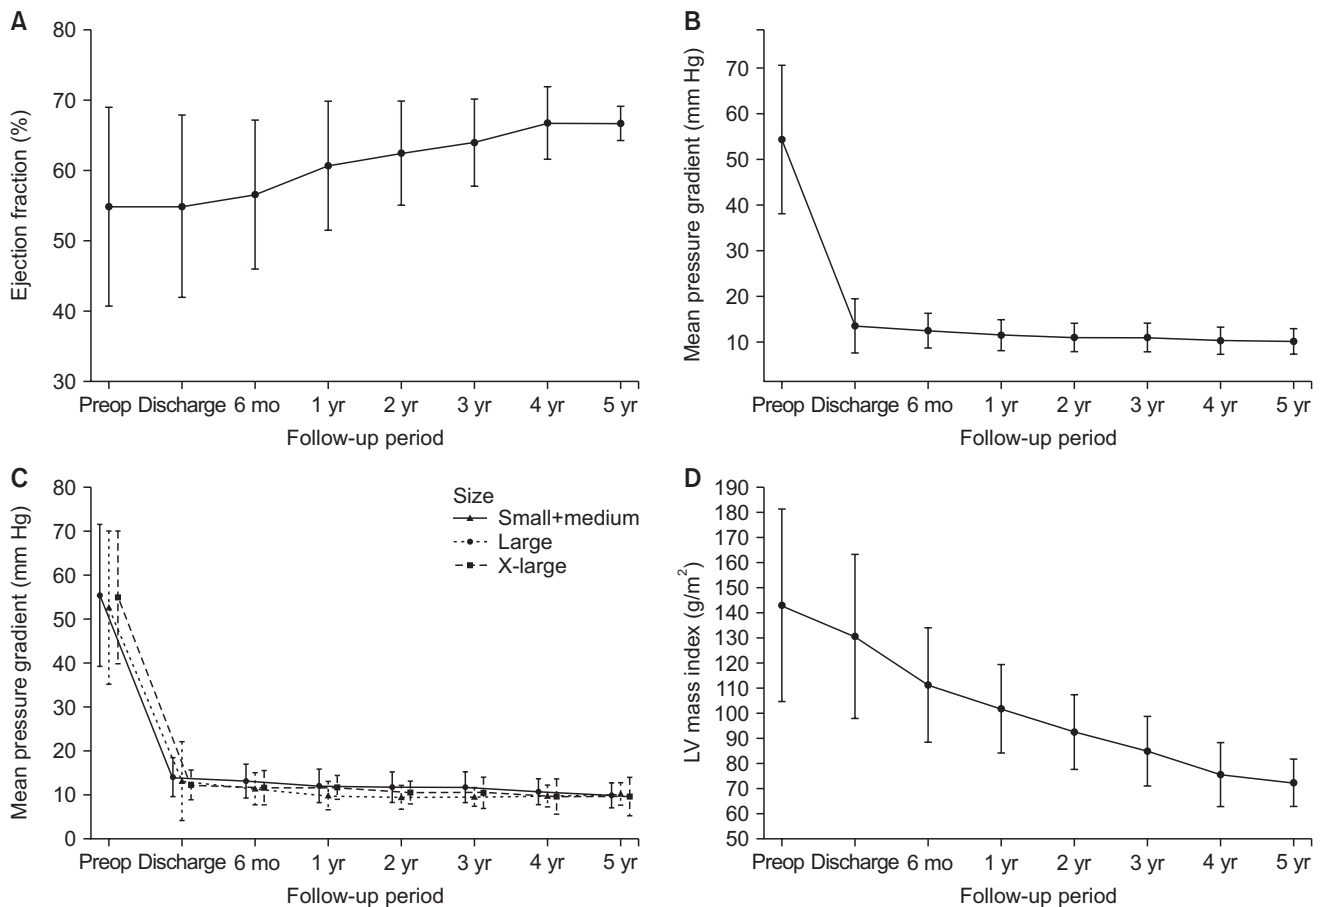 A
Ejection fraction (%)
80
70
60
50
40
30
Preop Discharge 6 mo 1 yr 2 yr 3 yr 4 yr 5 yr
Follow-up period
B
Mean pressure gradient (mm Hg)
70
60
50
40
30
20
10
Preop Discharge 6 mo 1 yr 2 yr 3 yr 4 yr 5 yr
Follow-up period
C
Mean pressure gradient (mm Hg)
80
70
60
50
40
30
20
10
0
Size
Small+medium
Large
X-large
Preop Discharge 6 mo 1 yr 2 yr 3 yr 4 yr 5 yr
Follow-up period
D
LV mass index (g/m²)
190
180
170
160
150
140
130
120
110
100
90
80
70
60
50
Preop Discharge 6 mo 1 yr 2 yr 3 yr 4 yr 5 yr
Follow-up period